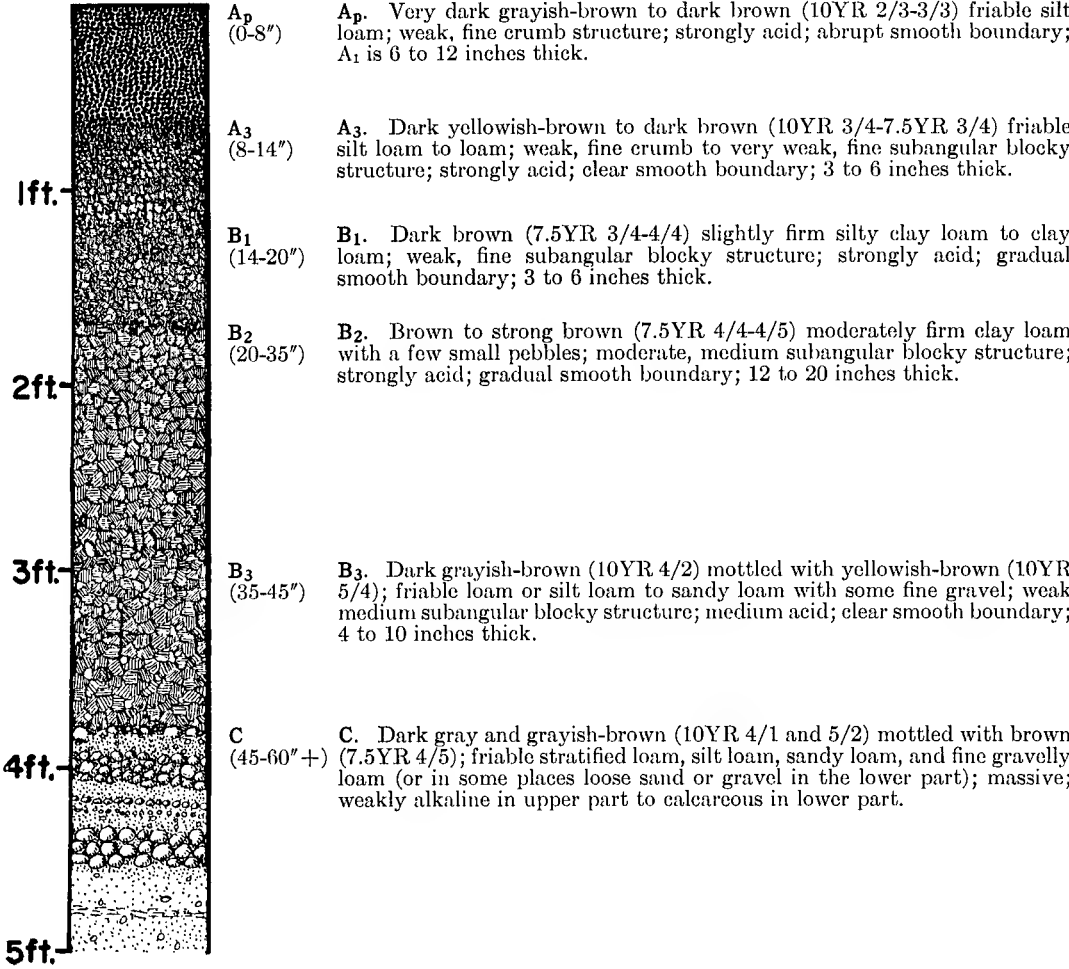 Ap
(0-8″)
Ap. Very dark grayish-brown to dark brown (10YR 2/3-3/3) friable silt
loam; weak, fine crumb structure; strongly acid; abrupt smooth boundary;
A1 is 6 to 12 inches thick.
A3
(8-14″)
A3. Dark yellowish-brown to dark brown (10YR 3/4-7.5YR 3/4) friable
silt loam to loam; weak, fine crumb to very weak, fine subangular blocky
structure; strongly acid; clear smooth boundary; 3 to 6 inches thick.
1ft.
B1
(14-20″)
B1. Dark brown (7.5YR 3/4-4/4) slightly firm silty clay loam to clay
loam; weak, fine subangular blocky structure; strongly acid; gradual
smooth boundary; 3 to 6 inches thick.
B2
(20-35″)
B2. Brown to strong brown (7.5YR 4/4-4/5) moderately firm clay loam
with a few small pebbles; moderate, medium subangular blocky structure;
strongly acid; gradual smooth boundary; 12 to 20 inches thick.
2ft.
3ft.
B3
(35-45″)
B3. Dark grayish-brown (10YR 4/2) mottled with yellowish-brown (10YR
5/4); friable loam or silt loam to sandy loam with some fine gravel; weak
medium subangular blocky structure; medium acid; clear smooth boundary;
4 to 10 inches thick.
C
(45-60″+)
C. Dark gray and grayish-brown (10YR 4/1 and 5/2) mottled with brown
(7.5YR 4/5); friable stratified loam, silt loam, sandy loam, and fine gravelly
loam (or in some places loose sand or gravel in the lower part); massive;
weakly alkaline in upper part to calcareous in lower part.
4ft.
5ft.